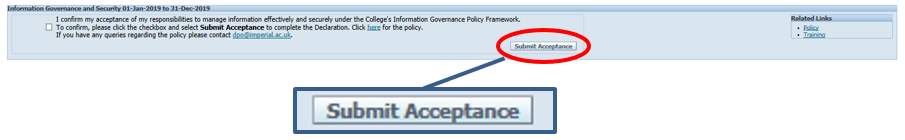 Information Governance and Security 01-Jan-2019 to 31-Dec-2019
I confirm my acceptance of my responsibilities to manage information effectively and securely under the College's Information Governance Policy Framework.
To confirm, please click the checkbox and select Submit Acceptance to complete the Declaration. Click here for the policy.
If you have any queries regarding the policy please contact dpo@imperial.ac.uk.
Submit Acceptance
Related Links
Policy
Training
Submit Acceptance